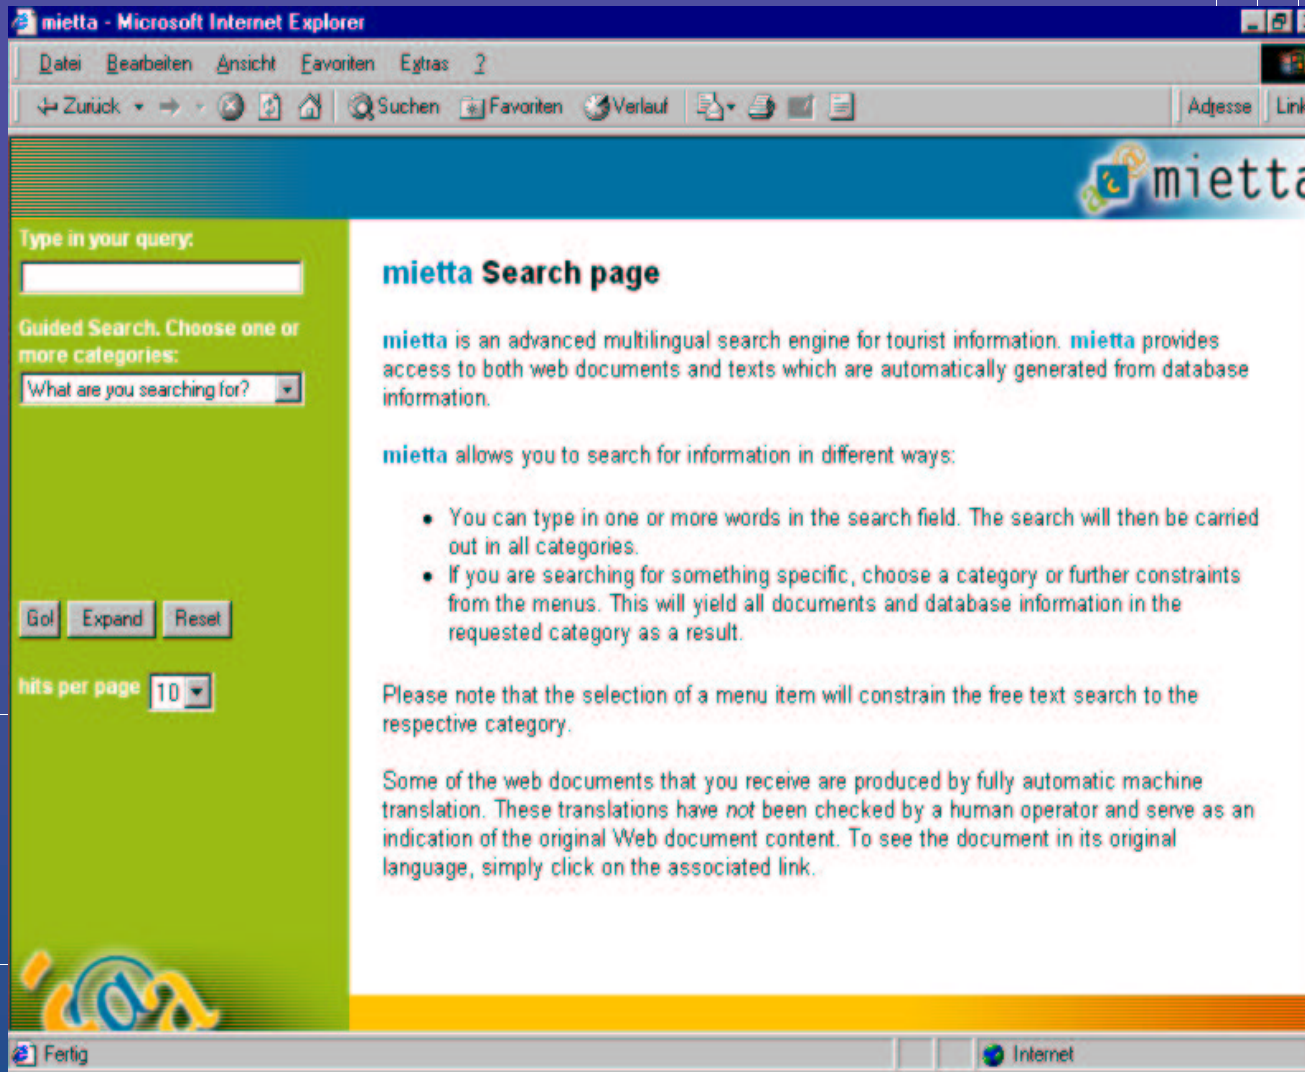 mietta - Microsoft Internet Explorer
Datei Bearbeiten Ansicht Favoriten Extras ?
Zurück Suchen Favoriten Verlauf Adresse
mietta
Type in your query:
Guided Search. Choose one or
more categories:
What are you searching for?
Go! Expand Reset
hits per page 10
mietta Search page
mietta is an advanced multilingual search engine for tourist information. mietta provides
access to both web documents and texts which are automatically generated from database
information.
mietta allows you to search for information in different ways:
• You can type in one or more words in the search field. The search will then be carried
out in all categories.
• If you are searching for something specific, choose a category or further constraints
from the menus. This will yield all documents and database information in the
requested category as a result.
Please note that the selection of a menu item will constrain the free text search to the
respective category.
Some of the web documents that you receive are produced by fully automatic machine
translation. These translations have not been checked by a human operator and serve as an
indication of the original Web document content. To see the document in its original
language, simply click on the associated link.
Fertig Internet